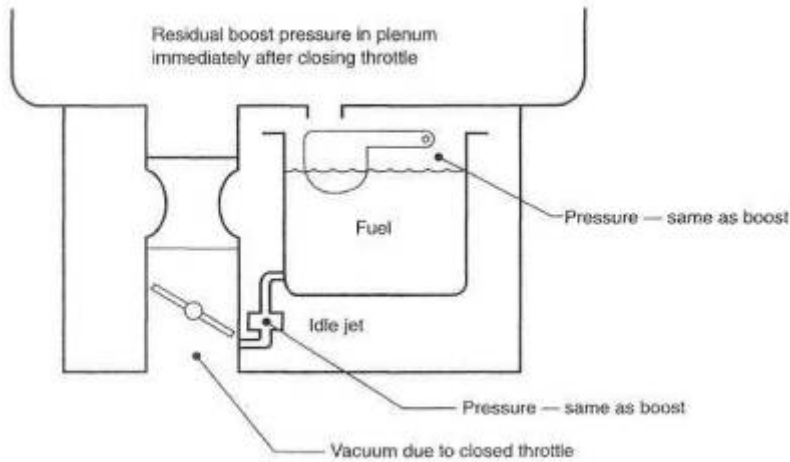 Residual boost pressure in plenum
immediately after closing throttle
Pressure — same as boost
Fuel
Idle jet
Pressure — same as boost
Vacuum due to closed throttle